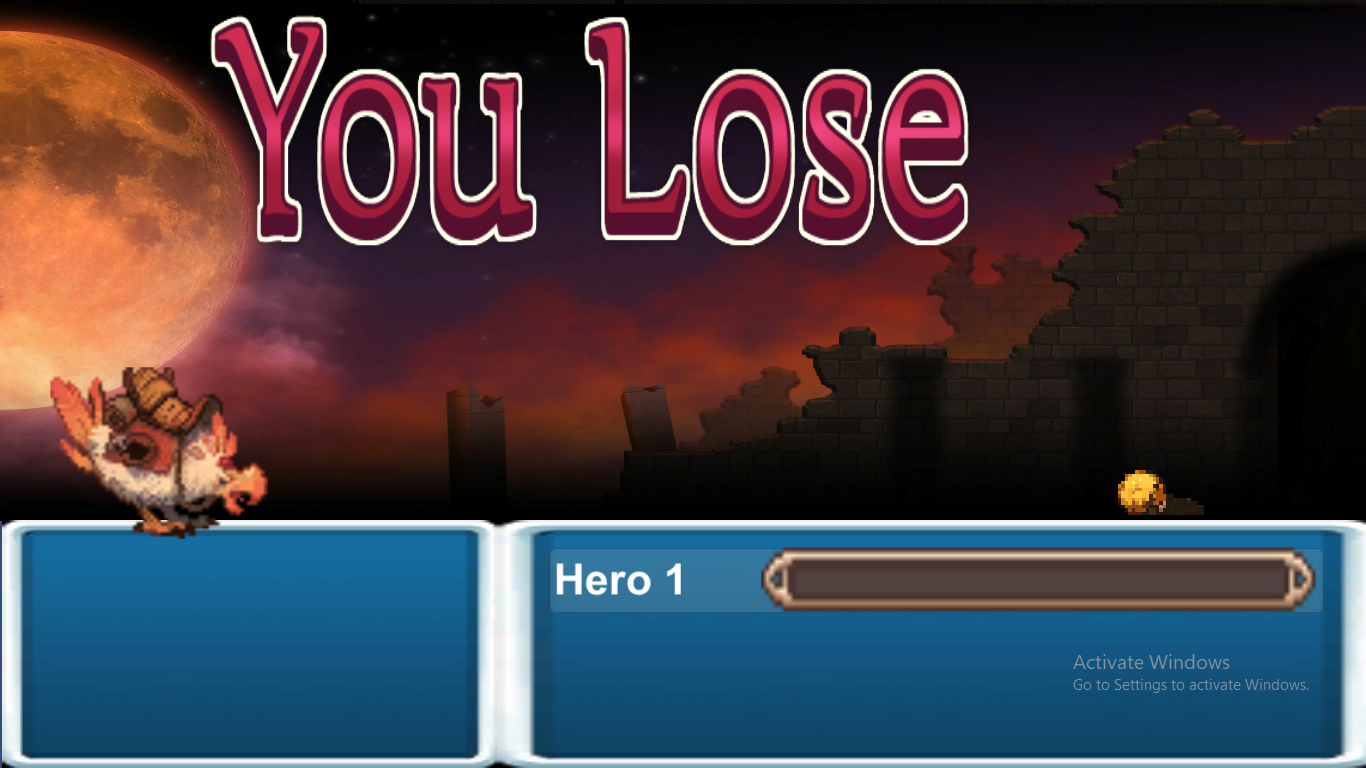 You Lose
Hero 1
Activate Windows
Go to Settings to activate Windows.